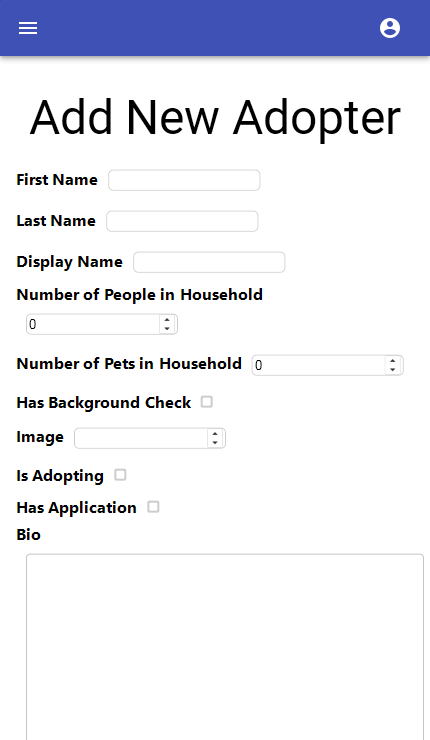 Add New Adopter
First Name
Last Name
Display Name
Number of People in Household
0
Number of Pets in Household 0
Has Background Check
Image
Is Adopting
Has Application
Bio